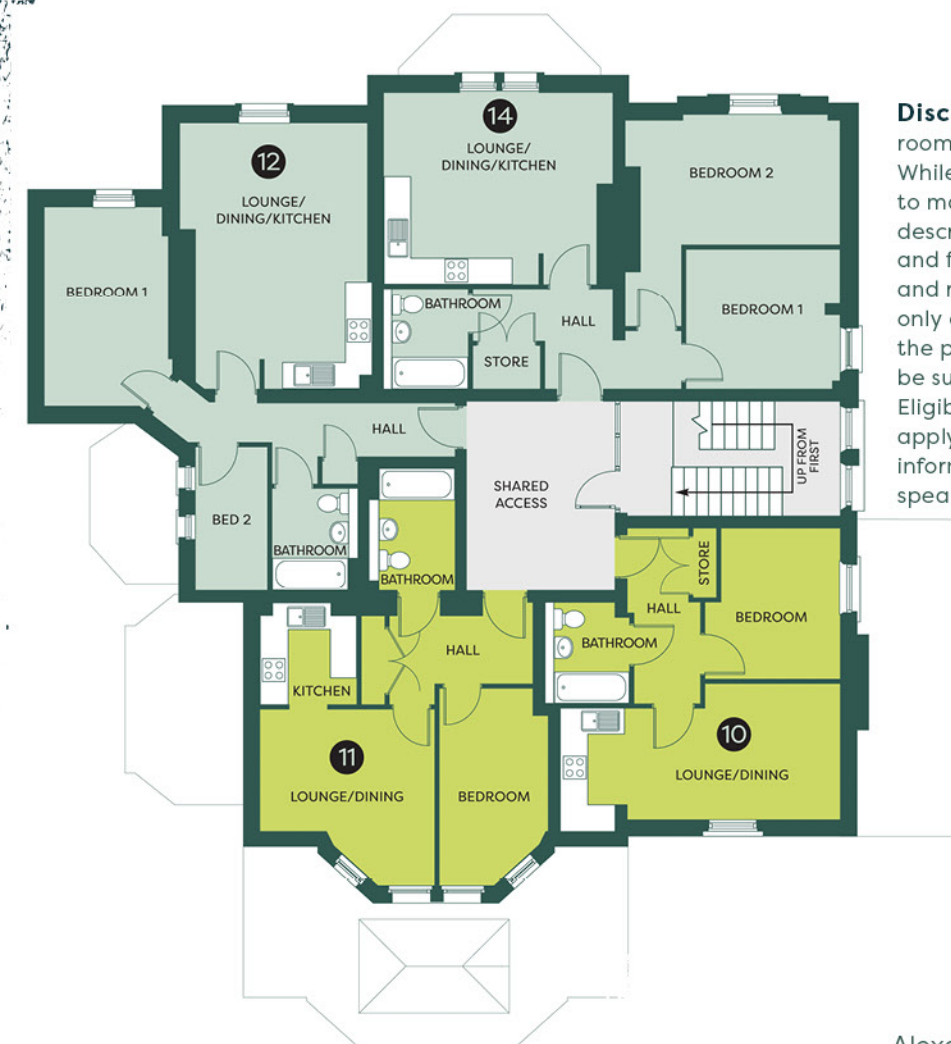 14
LOUNGE/
DINING/KITCHEN
12
LOUNGE/
DINING/KITCHEN
BEDROOM 2
BEDROOM 1
BATHROOM
HALL
BEDROOM 1
STORE
HALL
SHARED
ACCESS
UP FROM
FIRST
BED 2
BATHROOM
BATHROOM
STORE
HALL
BEDROOM
BATHROOM
HALL
KITCHEN
11
LOUNGE/DINING
BEDROOM
10
LOUNGE/DINING
Disc
room
While
to ma
descr
and f
and r
only
the p
be su
Eligib
apply
inform
spea